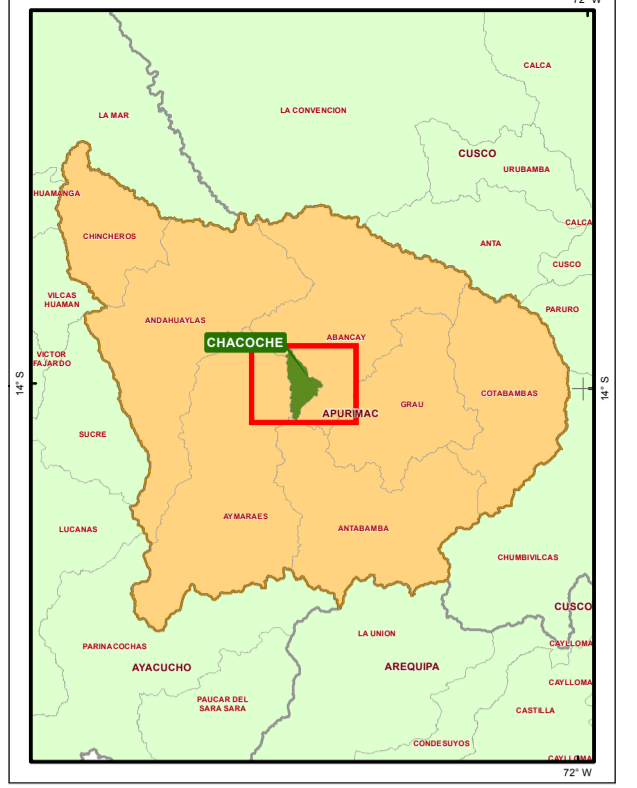 72° W
CALCA
LA MAR
LA CONVENCION
CUSCO
URUBAMBA
HUAMANGA
CALCA
CHINCHEROS
ANTA
CUSCO
VILCAS
HUAMAN
PARURO
ANDAHUAYLAS
ABANCAY
CHACOCHE
VICTOR
FAJARDO
14° S
14° S
COTABAMBAS
GRAU
APURIMAC
SUCRE
AYMARAES
ANTABAMBA
LUCANAS
CHUMBIVILCAS
CUSCO
LA UNION
CAYLLOMA
PARINACOCHAS
AYACUCHO
AREQUIPA
CAYLLOMA
PAUCAR DEL
SARA SARA
CASTILLA
CONDESUYOS
CAYLLOMA
72° W